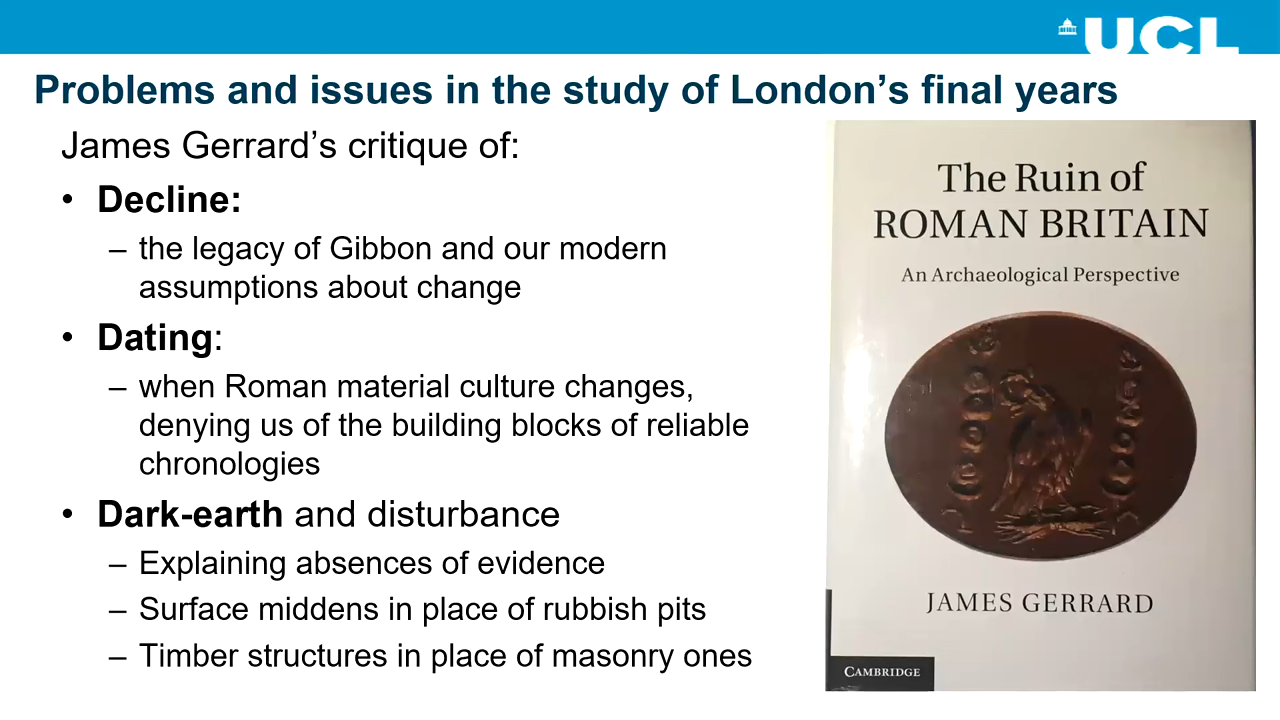 UCL
Problems and issues in the study of London’s final years
James Gerrard’s critique of:
• Decline:
– the legacy of Gibbon and our modern
assumptions about change
• Dating:
– when Roman material culture changes,
denying us of the building blocks of reliable
chronologies
• Dark-earth and disturbance
– Explaining absences of evidence
– Surface middens in place of rubbish pits
– Timber structures in place of masonry ones
The Ruin of
ROMAN BRITAIN
An Archaeological Perspective
JAMES GERRARD
CAMBRIDGE